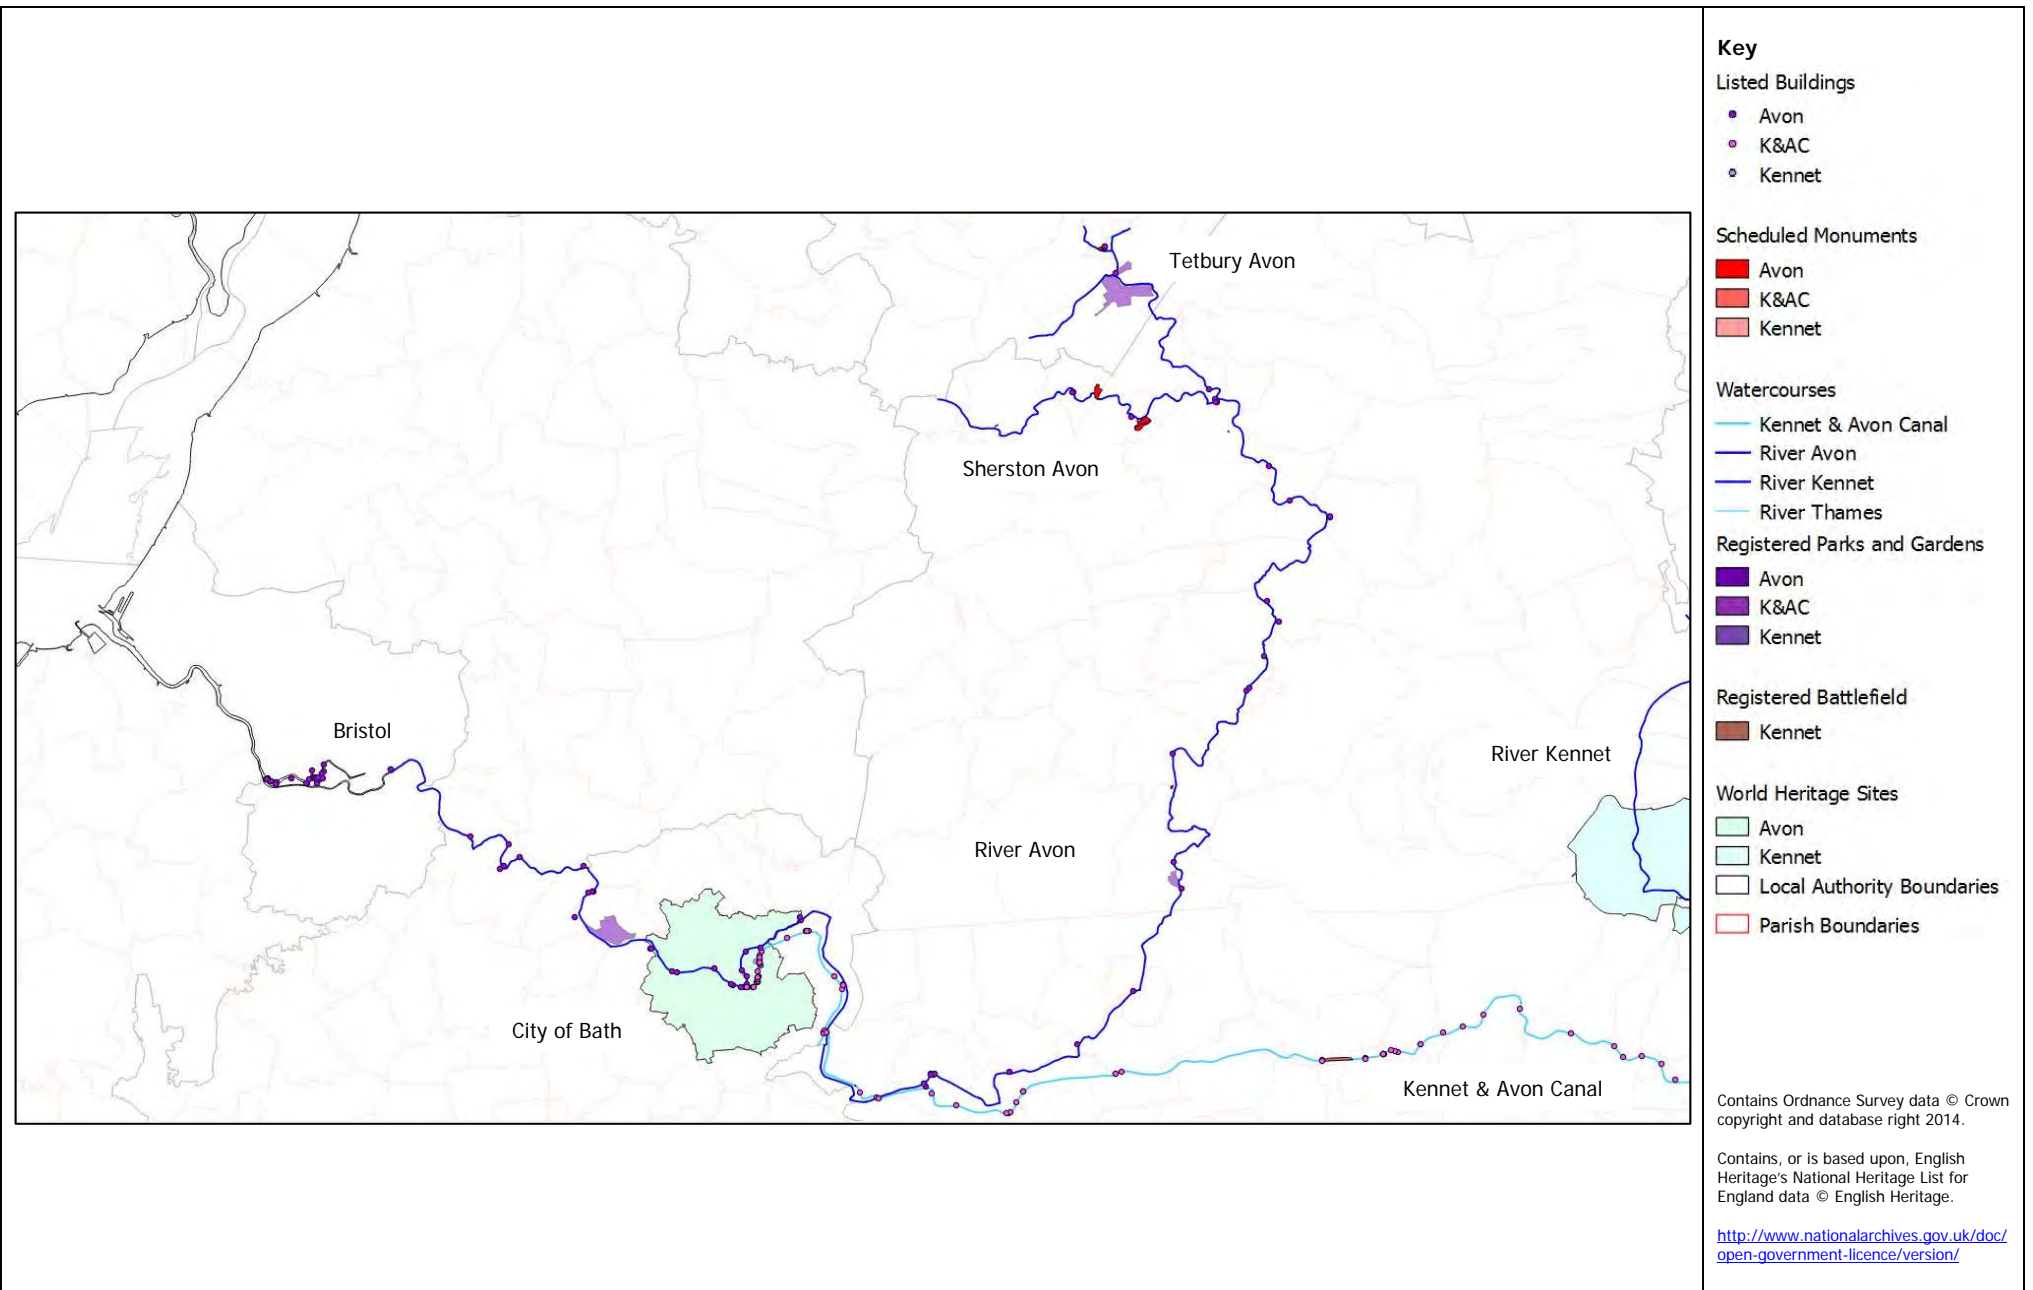 Tetbury Avon
Sherston Avon
Bristol
River Kennet
River Avon
City of Bath
Kennet & Avon Canal
Key
Listed Buildings
Avon
K&AC
Kennet
Scheduled Monuments
Avon
K&AC
Kennet
Watercourses
Kennet & Avon Canal
River Avon
River Kennet
River Thames
Registered Parks and Gardens
Avon
K&AC
Kennet
Registered Battlefield
Kennet
World Heritage Sites
Avon
Kennet
Local Authority Boundaries
Parish Boundaries
Contains Ordnance Survey data © Crown
copyright and database right 2014.
Contains, or is based upon, English
Heritage's National Heritage List for
England data © English Heritage.
http://www.nationalarchives.gov.uk/doc/
open-government-licence/version/